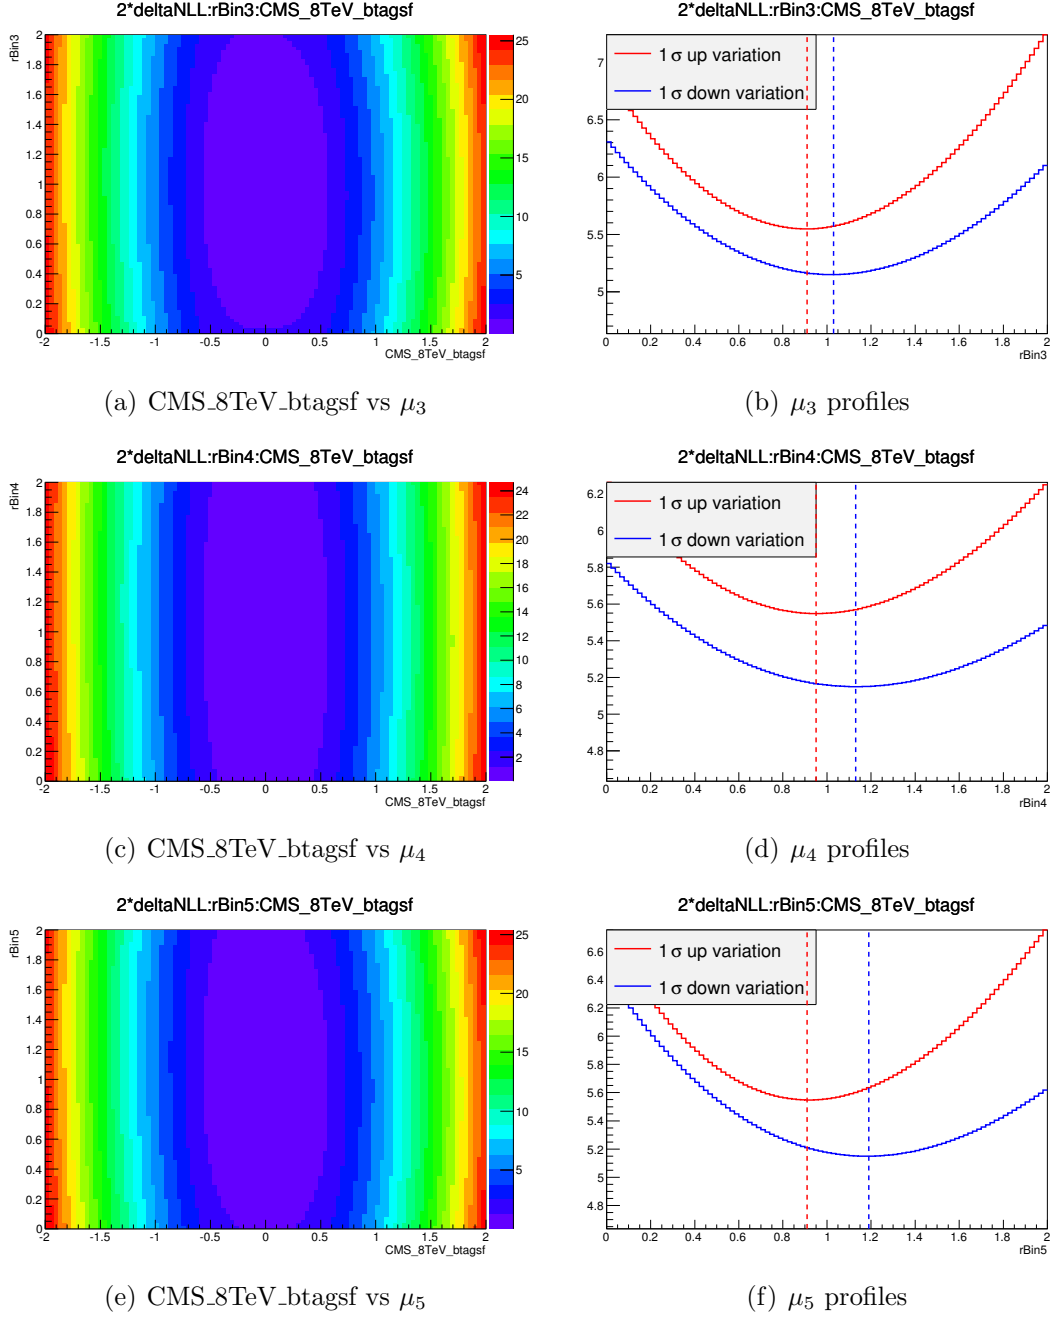 2*deltaNLL:rBin3:CMS_8TeV_btagsf
2*deltaNLL:rBin3:CMS_8TeV_btagsf
rBin3
2
1.8
1.6
1.4
1.2
1
0.8
0.6
0.4
0.2
0
-2 -1.5 -1 -0.5 0 0.5 1 1.5 2
CMS_8TeV_btagsf
25
20
15
10
5
1 σ up variation
1 σ down variation
7
6.5
6
5.5
5
0 0.2 0.4 0.6 0.8 1 1.2 1.4 1.6 1.8 2
rBin3
(a) CMS_8TeV_btagsf vs μ3
(b) μ3 profiles
2*deltaNLL:rBin4:CMS_8TeV_btagsf
2*deltaNLL:rBin4:CMS_8TeV_btagsf
rBin4
2
1.8
1.6
1.4
1.2
1
0.8
0.6
0.4
0.2
0
-2 -1.5 -1 -0.5 0 0.5 1 1.5 2
CMS_8TeV_btagsf
24
22
20
18
16
14
12
10
8
6
4
2
1 σ up variation
1 σ down variation
6.2
6
5.8
5.6
5.4
5.2
5
4.8
0 0.2 0.4 0.6 0.8 1 1.2 1.4 1.6 1.8 2
rBin4
(c) CMS_8TeV_btagsf vs μ4
(d) μ4 profiles
2*deltaNLL:rBin5:CMS_8TeV_btagsf
2*deltaNLL:rBin5:CMS_8TeV_btagsf
rBin5
2
1.8
1.6
1.4
1.2
1
0.8
0.6
0.4
0.2
0
-2 -1.5 -1 -0.5 0 0.5 1 1.5 2
CMS_8TeV_btagsf
25
20
15
10
5
1 σ up variation
1 σ down variation
6.6
6.4
6.2
6
5.8
5.6
5.4
5.2
5
4.8
0 0.2 0.4 0.6 0.8 1 1.2 1.4 1.6 1.8 2
rBin5
(e) CMS_8TeV_btagsf vs μ5
(f) μ5 profiles